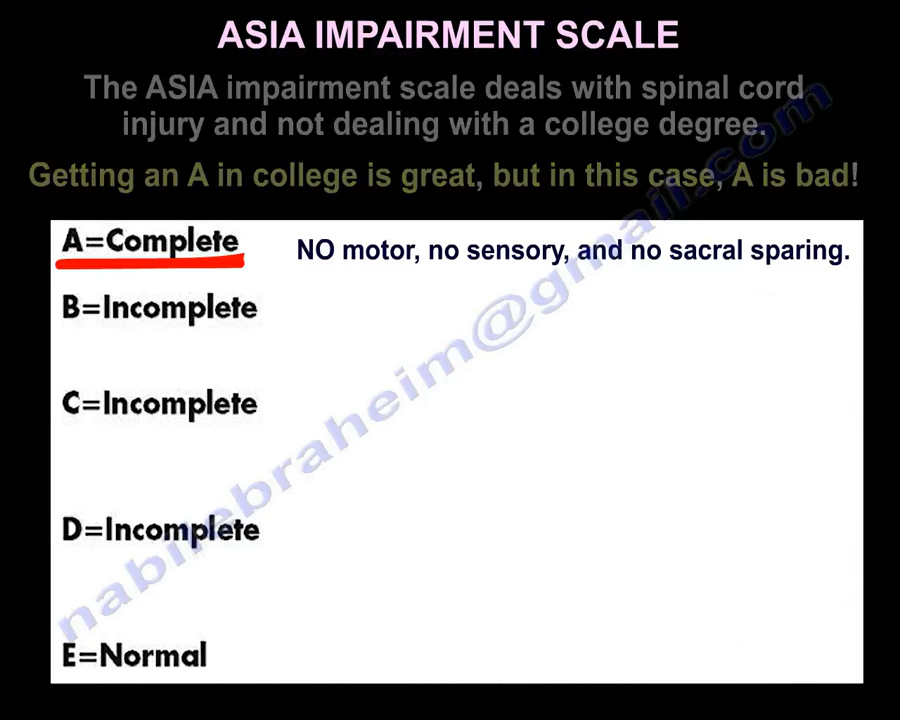 ASIA IMPAIRMENT SCALE
The ASIA impairment scale deals with spinal cord
injury and not dealing with a college degree.
Getting an A in college is great, but in this case, A is bad!
A=Complete NO motor, no sensory, and no sacral sparing.
B=Incomplete
C=Incomplete
D=Incomplete
E=Normal
nabilebraheim@gmail.com